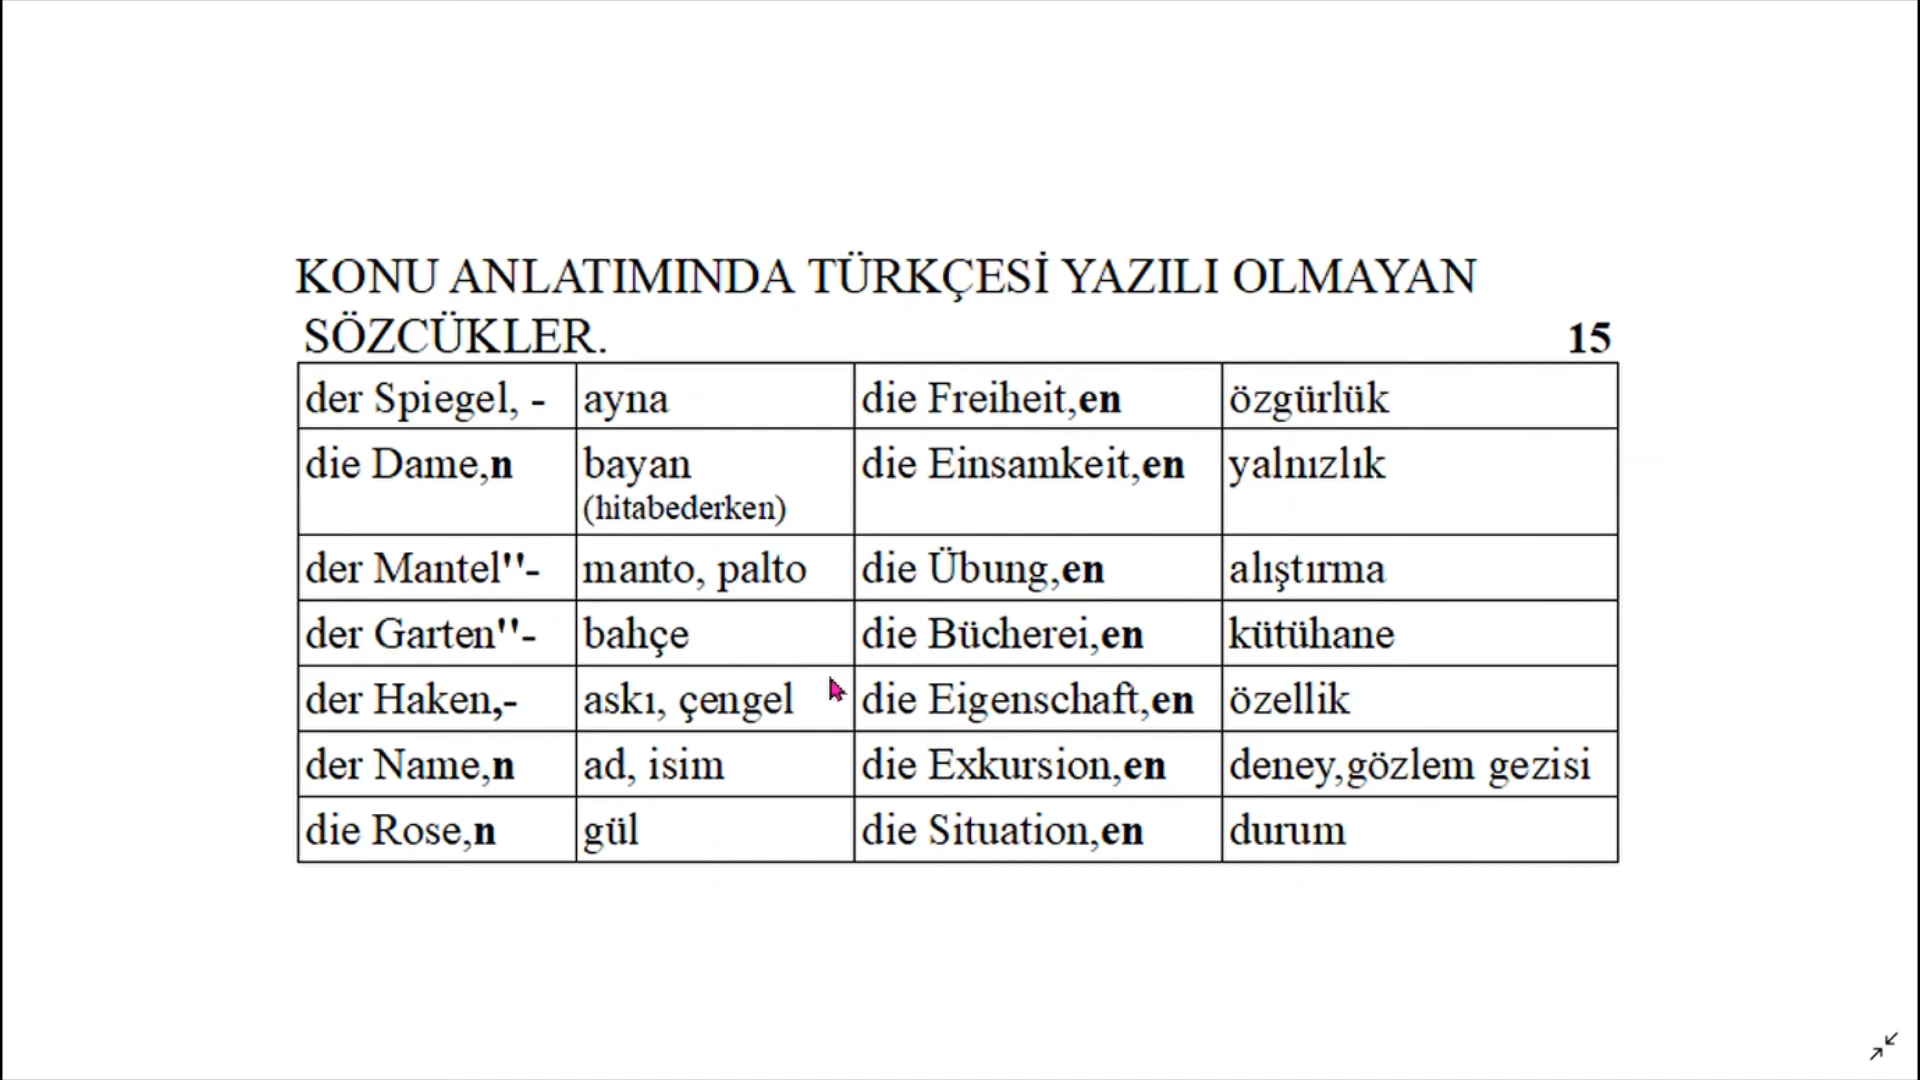 KONU ANLATIMINDA TÜRKÇESİ YAZILI OLMAYAN
SÖZCÜKLER. 15
der Spiegel, - ayna die Freiheit,en özgürlük
die Dame,n bayan die Einsamkeit,en yalnızlık
(hitabederken)
der Mantel''- manto, palto die Übung,en alıştırma
der Garten''- bahçe die Bücherei,en kütühane
der Haken,- askı, çengel die Eigenschaft,en özellik
der Name,n ad, isim die Exkursion,en deney,gözlem gezisi
die Rose,n gül die Situation,en durum